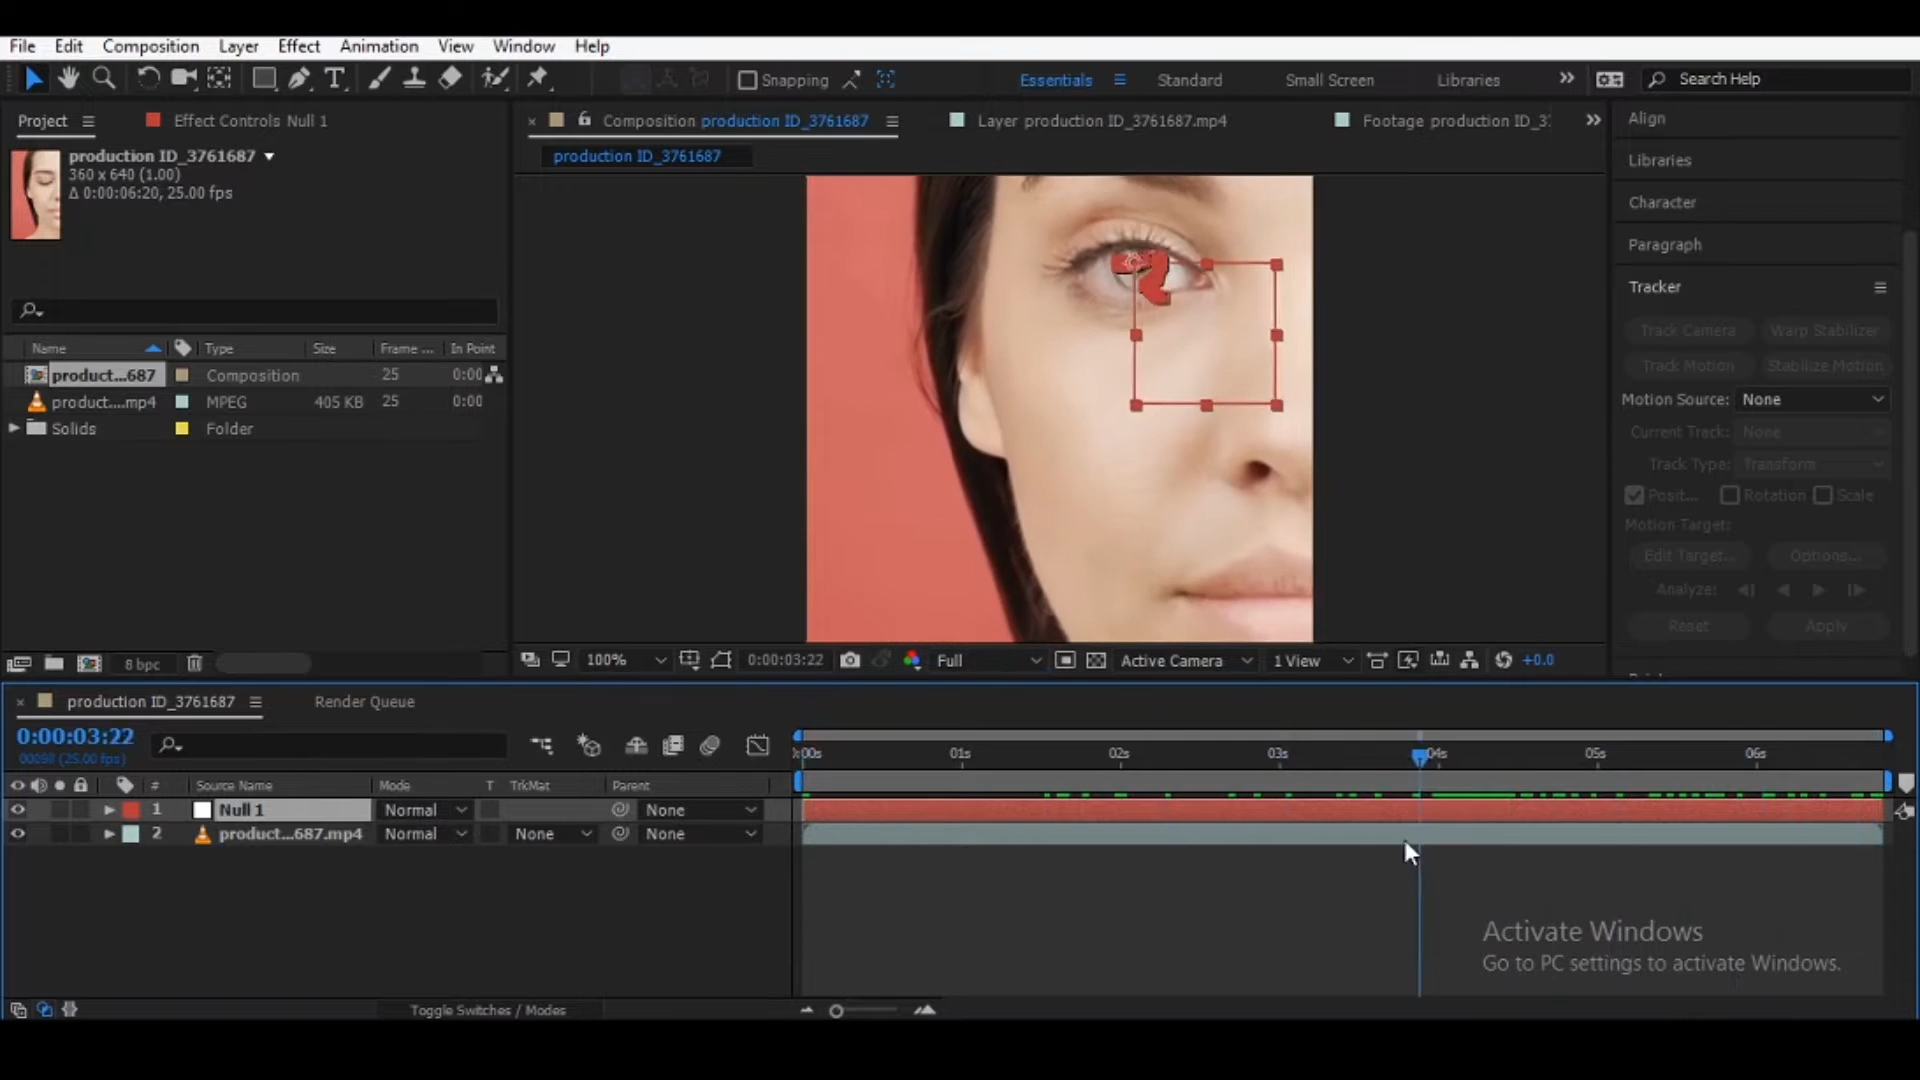 File Edit Composition Layer Effect Animation View Window Help
Snapping Essentials Standard Small Screen Libraries Search Help
Project Effect Controls Null 1
Composition production ID_3761687 Layer production ID_3761687.mp4 Footage production ID_3
production ID_3761687
production ID_3761687
360 x 640 (1.00)
Δ 0:00:06:20, 25.00 fps
Name Type Size Frame ... In Point
product...687 Composition 25 0:00
product....mp4 MPEG 405 KB 25 0:00
Solids Folder
8 bpc
100% 0:00:03:22 Full Active Camera 1 View +0.0
Align
Libraries
Character
Paragraph
Tracker
Track Camera Warp Stabilizer
Track Motion Stabilize Motion
Motion Source: None
Current Track: None
Track Type: Transform
Posit... Rotation Scale
Motion Target:
Edit Target... Options...
Analyze:
Reset Apply
production ID_3761687 Render Queue
0:00:03:22
00098 (25.00 fps)
:00s 01s 02s 03s 04s 05s 06s
# Source Name Mode T TrkMat Parent
1 Null 1 Normal None
2 product...687.mp4 Normal None None
Toggle Switches / Modes
Activate Windows
Go to PC settings to activate Windows.